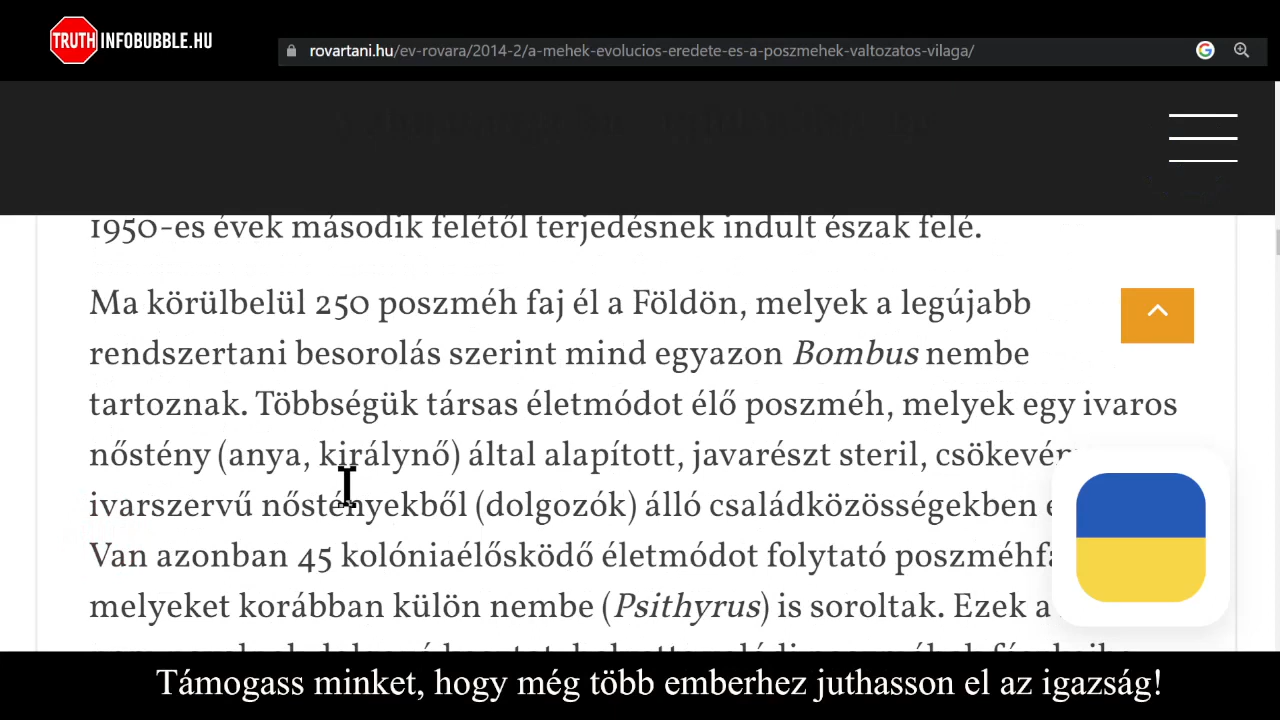 TRUTH INFOBUBBLE.HU
rovartani.hu/ev-rovara/2014-2/a-mehek-evolucios-eredete-es-a-poszmehek-valtozatos-vilaga/
1950-es évek második felétől terjedésnek indult észak felé.
Ma körülbelül 250 poszméh faj él a Földön, melyek a legújabb
rendszertani besorolás szerint mind egyazon Bombus nembe
tartoznak. Többségük társas életmódot élő poszméh, melyek egy ivaros
nőstény (anya, királynő) által alapított, javarészt steril,
ivarszervű nőstényekből (dolgozók) álló családközösségekben
Van azonban 45 kolóniaélősködő életmódot folytató
melyeket korábban külön nembe (Psithyrus) is soroltak. Ezek a
Támogass minket, hogy még több emberhez juthasson el az igazság!